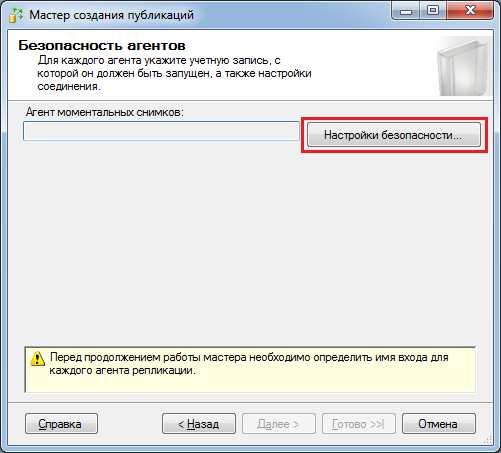 Мастер создания публикаций
Безопасность агентов
Для каждого агента укажите учетную запись, с
которой он должен быть запущен, а также настройки
соединения.
Агент моментальных снимков:
Настройки безопасности...
Перед продолжением работы мастера необходимо определить имя входа для
каждого агента репликации.
Справка
< Назад
Далее >
Готово >>|
Отмена